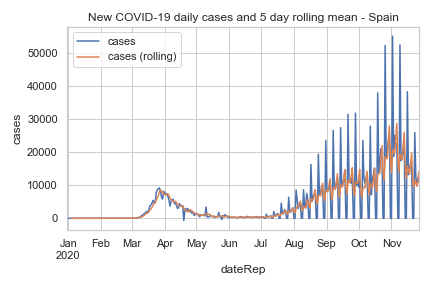 New COVID-19 daily cases and 5 day rolling mean - Spain
cases
cases (rolling)
50000
40000
30000
20000
10000
0
cases
Jan Feb Mar Apr May Jun Jul Aug Sep Oct Nov
2020
dateRep